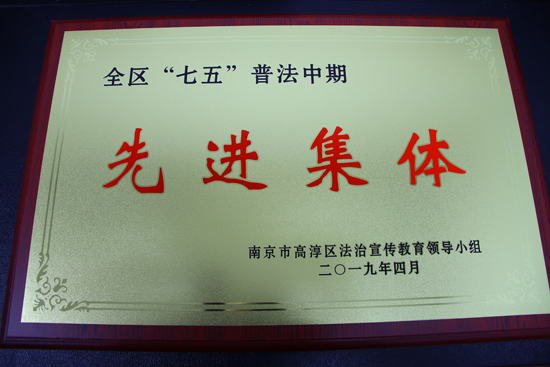 全区“七五”普法中期
先进集体
南京市高淳区法治宣传教育领导小组
二〇一九年四月